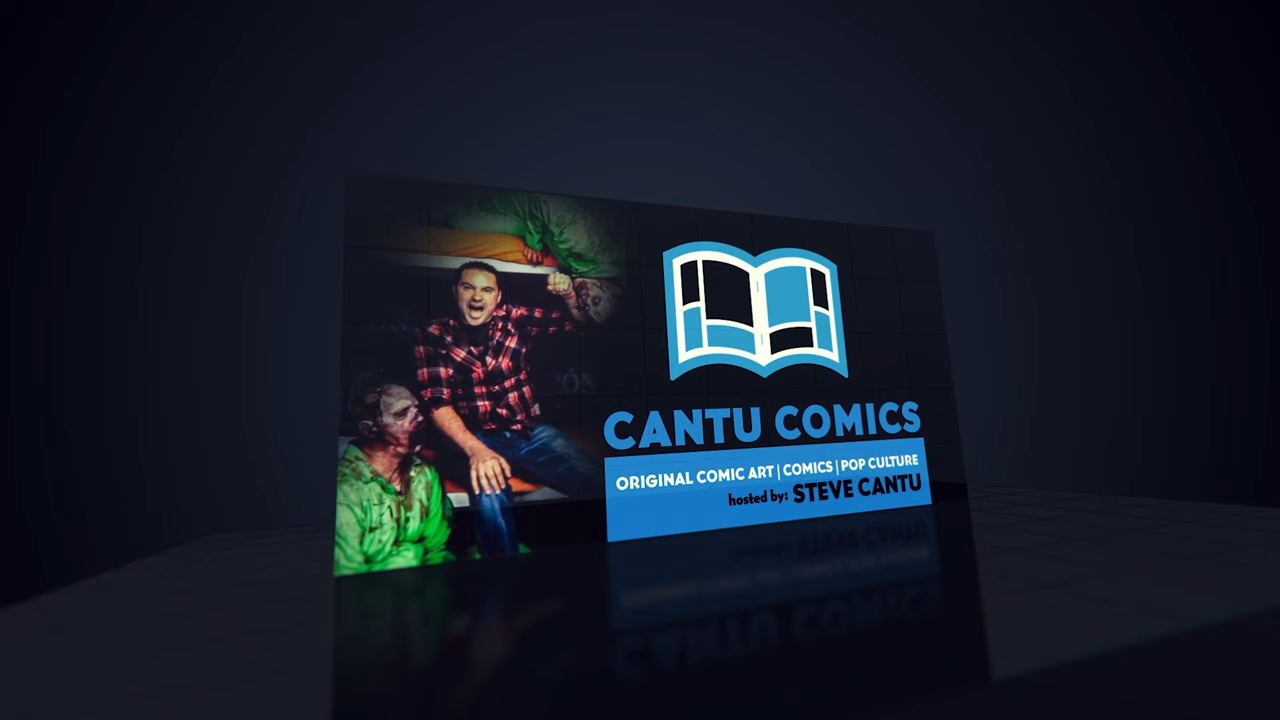 CANTU COMICS
ORIGINAL COMIC ART | COMICS | POP CULTURE
hosted by: STEVE CANTU